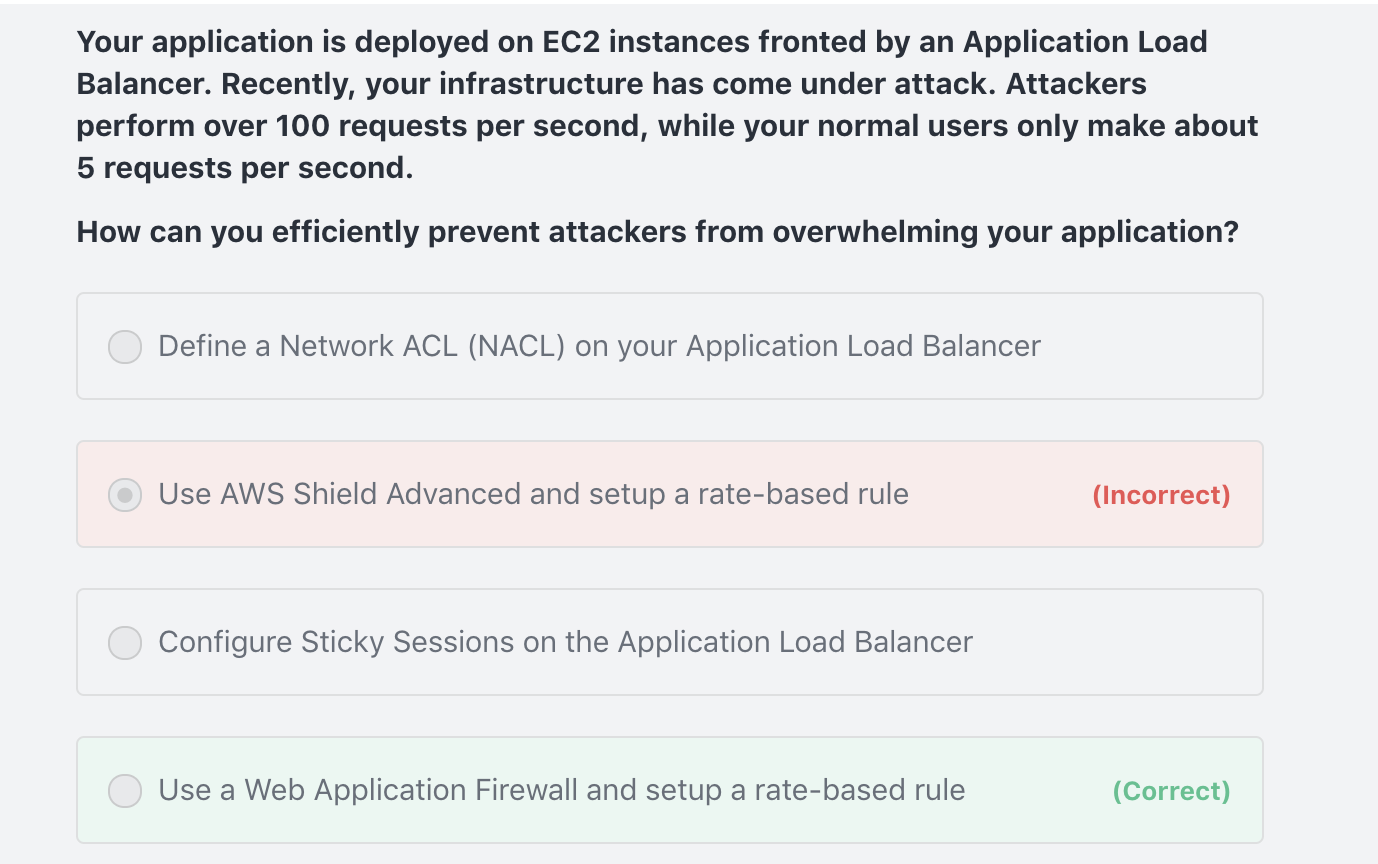 Your application is deployed on EC2 instances fronted by an Application Load
Balancer. Recently, your infrastructure has come under attack. Attackers
perform over 100 requests per second, while your normal users only make about
5 requests per second.
How can you efficiently prevent attackers from overwhelming your application?
Define a Network ACL (NACL) on your Application Load Balancer
Use AWS Shield Advanced and setup a rate-based rule (Incorrect)
Configure Sticky Sessions on the Application Load Balancer
Use a Web Application Firewall and setup a rate-based rule (Correct)